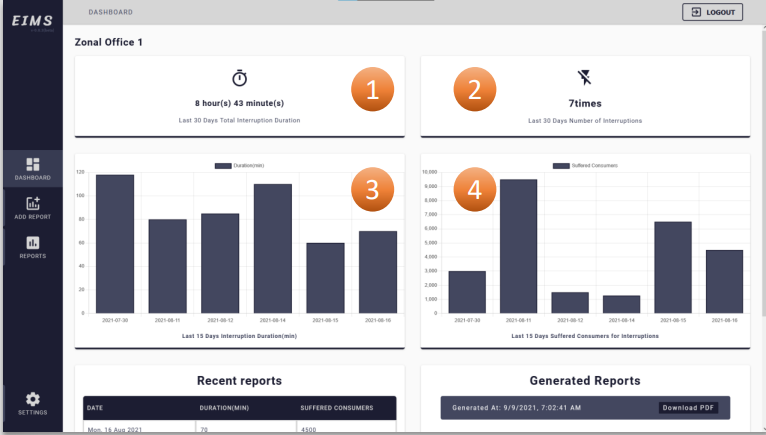 EIMS
DASHBOARD
LOGOUT
Zonal Office 1
8 hour(s) 43 minute(s)
Last 30 Days Total Interruption Duration
1
7times
Last 30 Days Number of Interruptions
2
DASHBOARD
ADD REPORT
REPORTS
SETTINGS
Duration(min)
3
120
100
80
60
40
20
0
2021-07-30
2021-08-11
2021-08-12
2021-08-14
2021-08-15
2021-08-16
Last 15 Days Interruption Duration(min)
Suffered Consumers
4
10,000
9,000
8,000
7,000
6,000
5,000
4,000
3,000
2,000
1,000
0
2021-07-30
2021-08-11
2021-08-12
2021-08-14
2021-08-15
2021-08-16
Last 15 Days Suffered Consumers for Interruptions
Recent reports
DATE DURATION(MIN) SUFFERED CONSUMERS
Mon, 16 Aug 2021 70 4500
Generated Reports
Generated At: 9/9/2021, 7:02:41 AM Download PDF